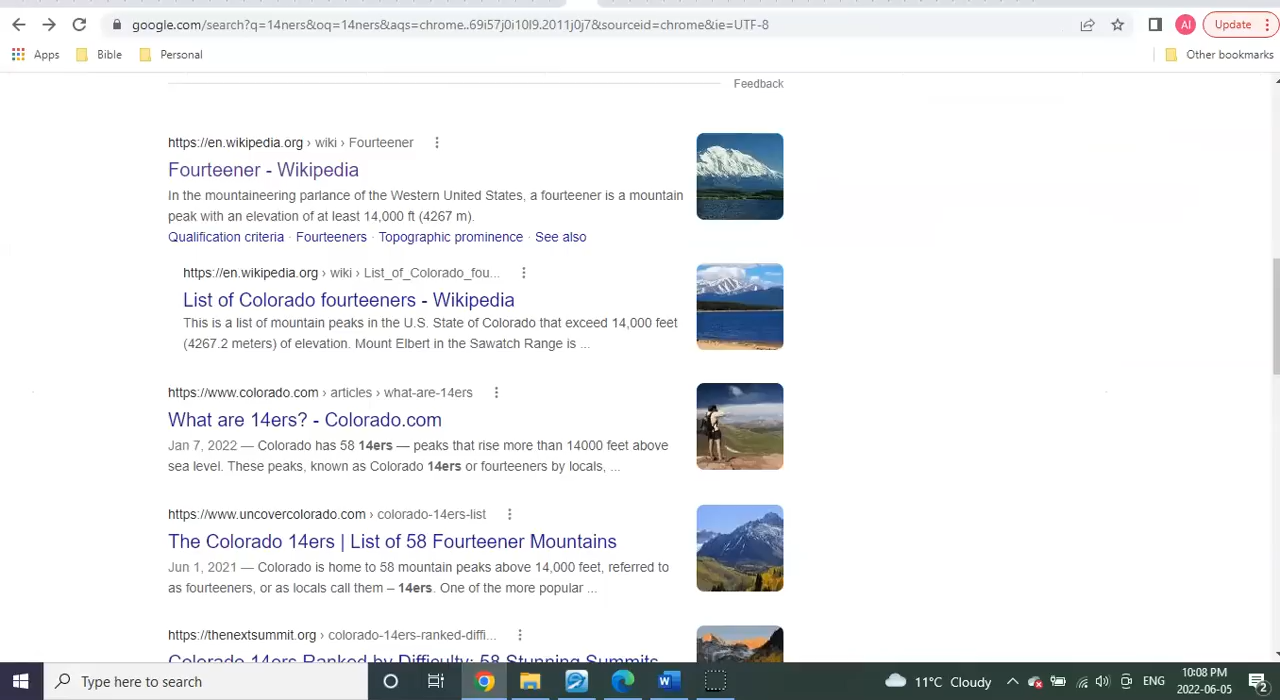 google.com/search?q=14ners&oq=14ners&aqs=chrome..69i57j0i10l9.2011j0j7&sourceid=chrome&ie=UTF-8
AI
Update
Apps
Bible
Personal
Other bookmarks
Feedback
https://en.wikipedia.org › wiki › Fourteener
Fourteener - Wikipedia
In the mountaineering parlance of the Western United States, a fourteener is a mountain
peak with an elevation of at least 14,000 ft (4267 m).
Qualification criteria · Fourteeners · Topographic prominence · See also
https://en.wikipedia.org › wiki › List_of_Colorado_fou...
List of Colorado fourteeners - Wikipedia
This is a list of mountain peaks in the U.S. State of Colorado that exceed 14,000 feet
(4267.2 meters) of elevation. Mount Elbert in the Sawatch Range is ...
https://www.colorado.com › articles › what-are-14ers
What are 14ers? - Colorado.com
Jan 7, 2022 — Colorado has 58 14ers — peaks that rise more than 14000 feet above
sea level. These peaks, known as Colorado 14ers or fourteeners by locals, ...
https://www.uncovercolorado.com › colorado-14ers-list
The Colorado 14ers | List of 58 Fourteener Mountains
Jun 1, 2021 — Colorado is home to 58 mountain peaks above 14,000 feet, referred to
as fourteeners, or as locals call them – 14ers. One of the more popular ...
https://thenextsummit.org › colorado-14ers-ranked-diffi...
Colorado 14ers Ranked by Difficulty: 58 Stunning Summits
Type here to search
11°C Cloudy
ENG
10:08 PM
2022-06-05
2